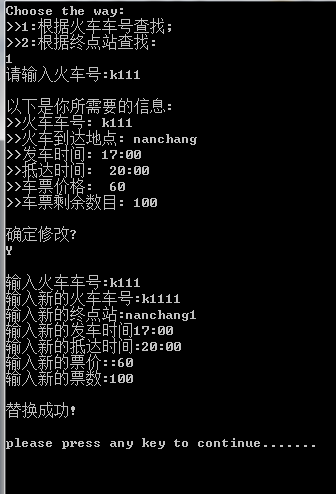 Choose the way:
>>1:根据火车车号查找;
>>2:根据终点站查找:
1
请输入火车号:k111
以下是你所需要的信息:
>>火车车号: k111
>>火车到达地点: nanchang
>>发车时间: 17:00
>>抵达时间:  20:00
>>车票价格:  60
>>车票剩余数目: 100
确定修改?
Y
输入火车车号:k111
输入新的火车车号:k1111
输入新的终点站:nanchang1
输入新的发车时间17:00
输入新的抵达时间:20:00
输入新的票价::60
输入新的票数:100
替换成功!
please press any key to continue.......